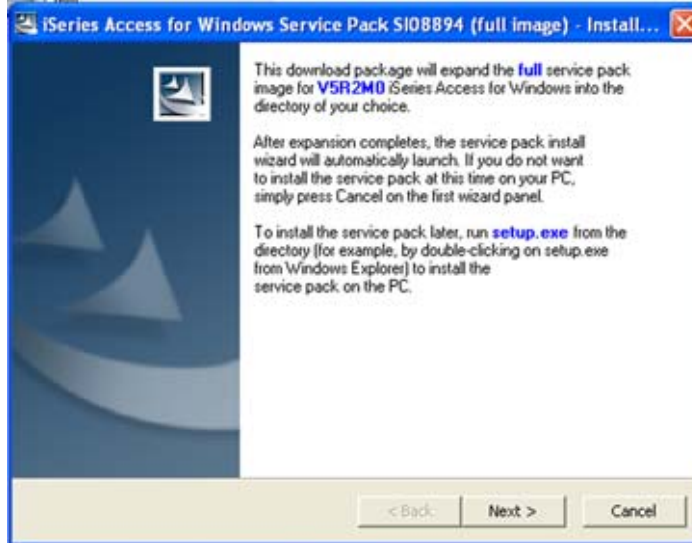 iSeries Access for Windows Service Pack SI08894 (full image) - Install...
This download package will expand the full service pack
image for V5R2M0 iSeries Access for Windows into the
directory of your choice.
After expansion completes, the service pack install
wizard will automatically launch. If you do not want
to install the service pack at this time on your PC,
simply press Cancel on the first wizard panel.
To install the service pack later, run setup.exe from the
directory (for example, by double-clicking on setup.exe
from Windows Explorer) to install the
service pack on the PC.
< Back
Next >
Cancel